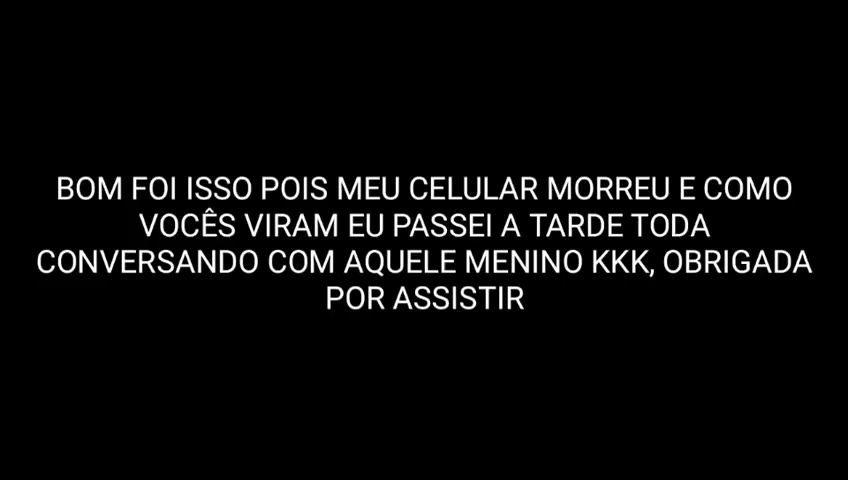 BOM FOI ISSO POIS MEU CELULAR MORREU E COMO
VOCÊS VIRAM EU PASSEI A TARDE TODA
CONVERSANDO COM AQUELE MENINO KKK, OBRIGADA
POR ASSISTIR